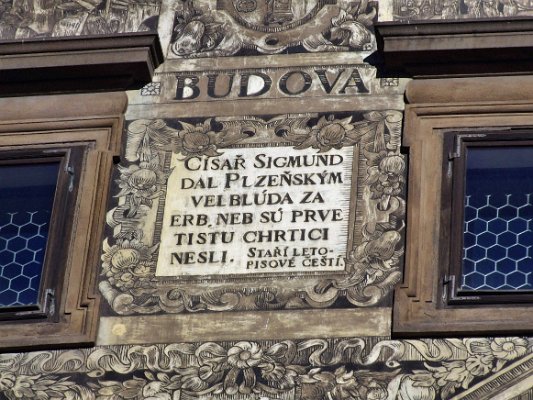 BUDOVA
CÍSAŘ SIGMUND
DAL PLZEŇSKÝM
VELBLÚDA ZA
ERB, NEB SÚ PRVE
TISTU CHRTICI
NESLI. STAŘÍ LETO-
PISOVÉ ČEŠTÍ.